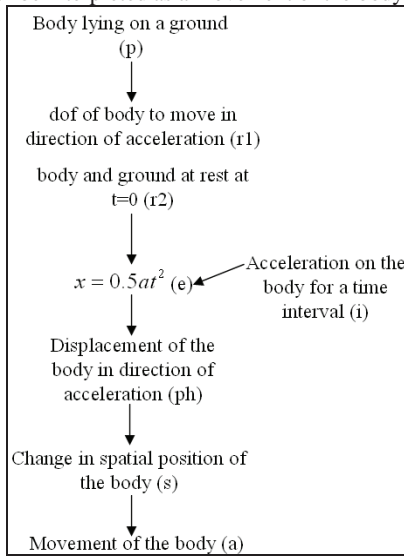 Body lying on a ground
(p)
dof of body to move in
direction of acceleration (r1)
body and ground at rest at
t=0 (r2)
x = 0.5at² (e)
Acceleration on the
body for a time
interval (i)
Displacement of the
body in direction of
acceleration (ph)
Change in spatial position of
the body (s)
Movement of the body (a)